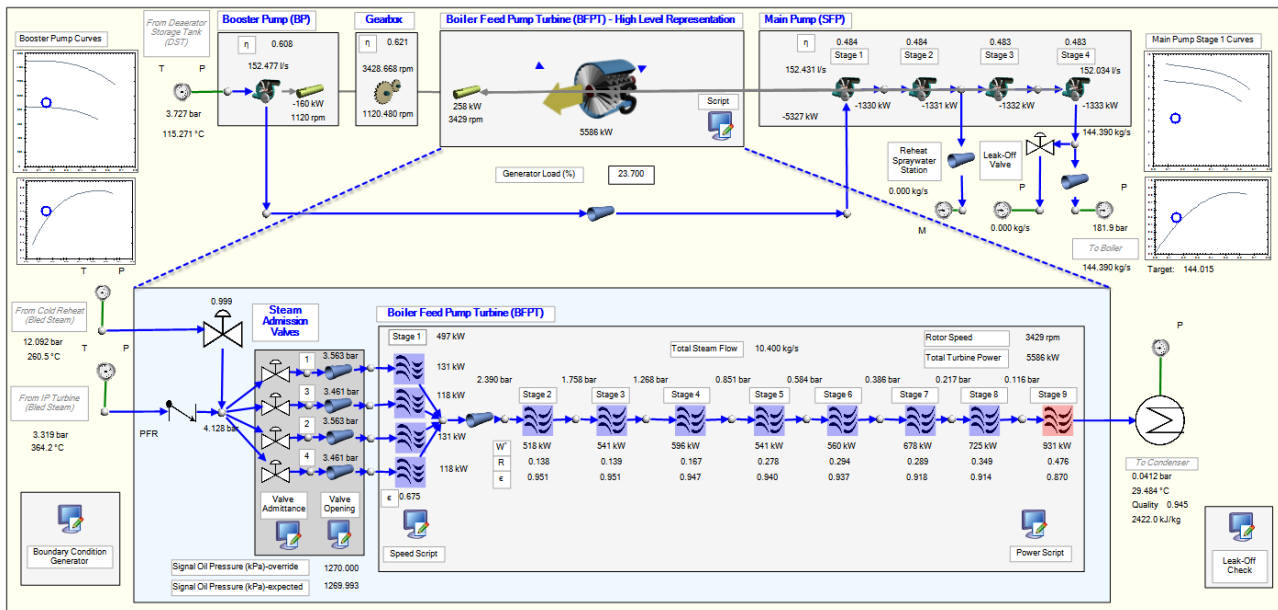 From Deaerator
Storage Tank
(DST)
Booster Pump (BP)
Gearbox
Boiler Feed Pump Turbine (BFPT) - High Level Representation
Main Pump (SFP)
Booster Pump Curves
η 0.608
152.477 l/s
-160 kW
1120 rpm
T P
3.727 bar
115.271 °C
η 0.621
3428.668 rpm
1120.480 rpm
258 kW
3429 rpm
5586 kW
Script
η 0.484 0.484 0.483 0.483
Stage 1 Stage 2 Stage 3 Stage 4
152.431 l/s
152.034 l/s
-1330 kW -1331 kW -1332 kW -1333 kW
-5327 kW
144.390 kg/s
Main Pump Stage 1 Curves
Generator Load (%) 23.700
Reheat
Spraywater
Station
0.000 kg/s
M
Leak-Off
Valve
P
0.000 kg/s
P
181.9 bar
To Boiler
144.390 kg/s
Target: 144.015
T P
From Cold Reheat
(Bled Steam)
12.092 bar
260.5 °C
T P
From IP Turbine
(Bled Steam)
3.319 bar
364.2 °C
PFR
0.999
4.128 bar
Steam
Admission
Valves
1 3.563 bar
3 3.461 bar
2 3.563 bar
4 3.461 bar
Valve
Admittance
Valve
Opening
Boiler Feed Pump Turbine (BFPT)
Stage 1 497 kW
131 kW
118 kW
131 kW
118 kW
ε 0.675
Speed Script
Total Steam Flow 10.400 kg/s
Rotor Speed 3429 rpm
Total Turbine Power 5586 kW
2.390 bar 1.758 bar 1.268 bar 0.851 bar 0.584 bar 0.386 bar 0.217 bar 0.116 bar
Stage 2 Stage 3 Stage 4 Stage 5 Stage 6 Stage 7 Stage 8 Stage 9
W' 518 kW 541 kW 596 kW 541 kW 560 kW 678 kW 725 kW 931 kW
R 0.138 0.139 0.167 0.278 0.294 0.289 0.349 0.476
ε 0.951 0.951 0.947 0.940 0.937 0.918 0.914 0.870
Power Script
P
To Condenser
0.0412 bar
29.484 °C
Quality 0.945
2422.0 kJ/kg
Boundary Condition
Generator
Signal Oil Pressure (kPa)-override 1270.000
Signal Oil Pressure (kPa)-expected 1269.993
Leak-Off
Check